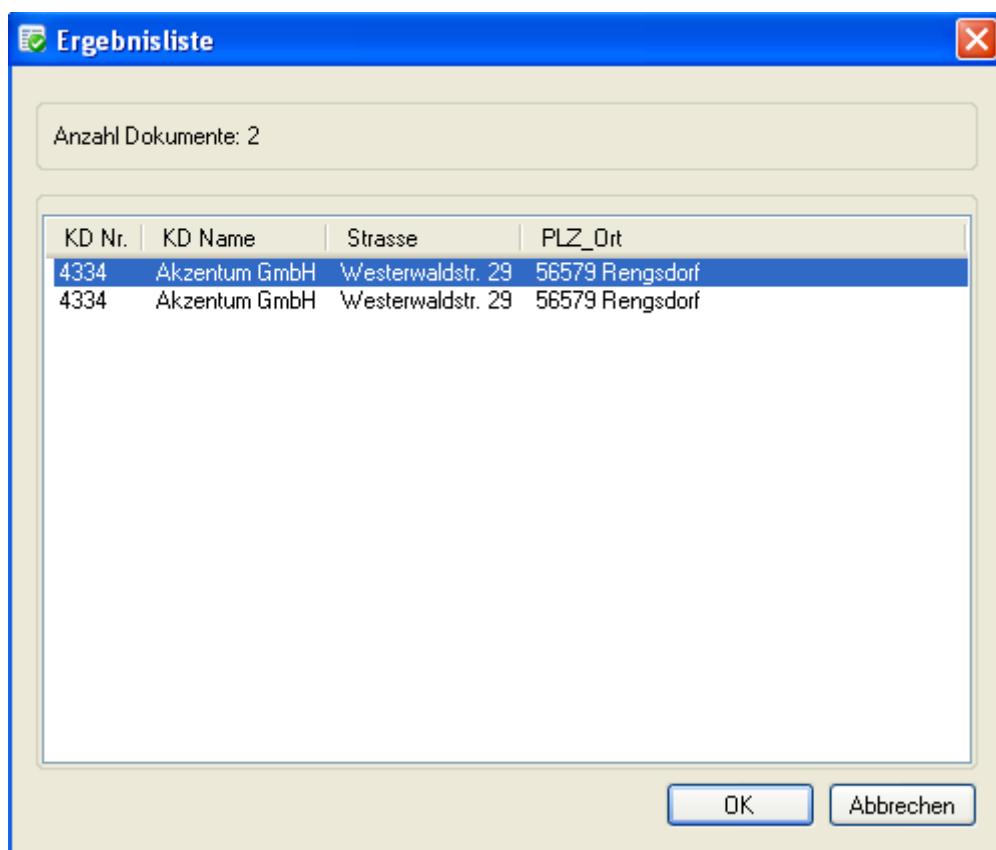 Ergebnisliste
Anzahl Dokumente: 2
KD Nr. KD Name Strasse PLZ_Ort
4334 Akzentum GmbH Westerwaldstr. 29 56579 Rengsdorf
4334 Akzentum GmbH Westerwaldstr. 29 56579 Rengsdorf
OK Abbrechen